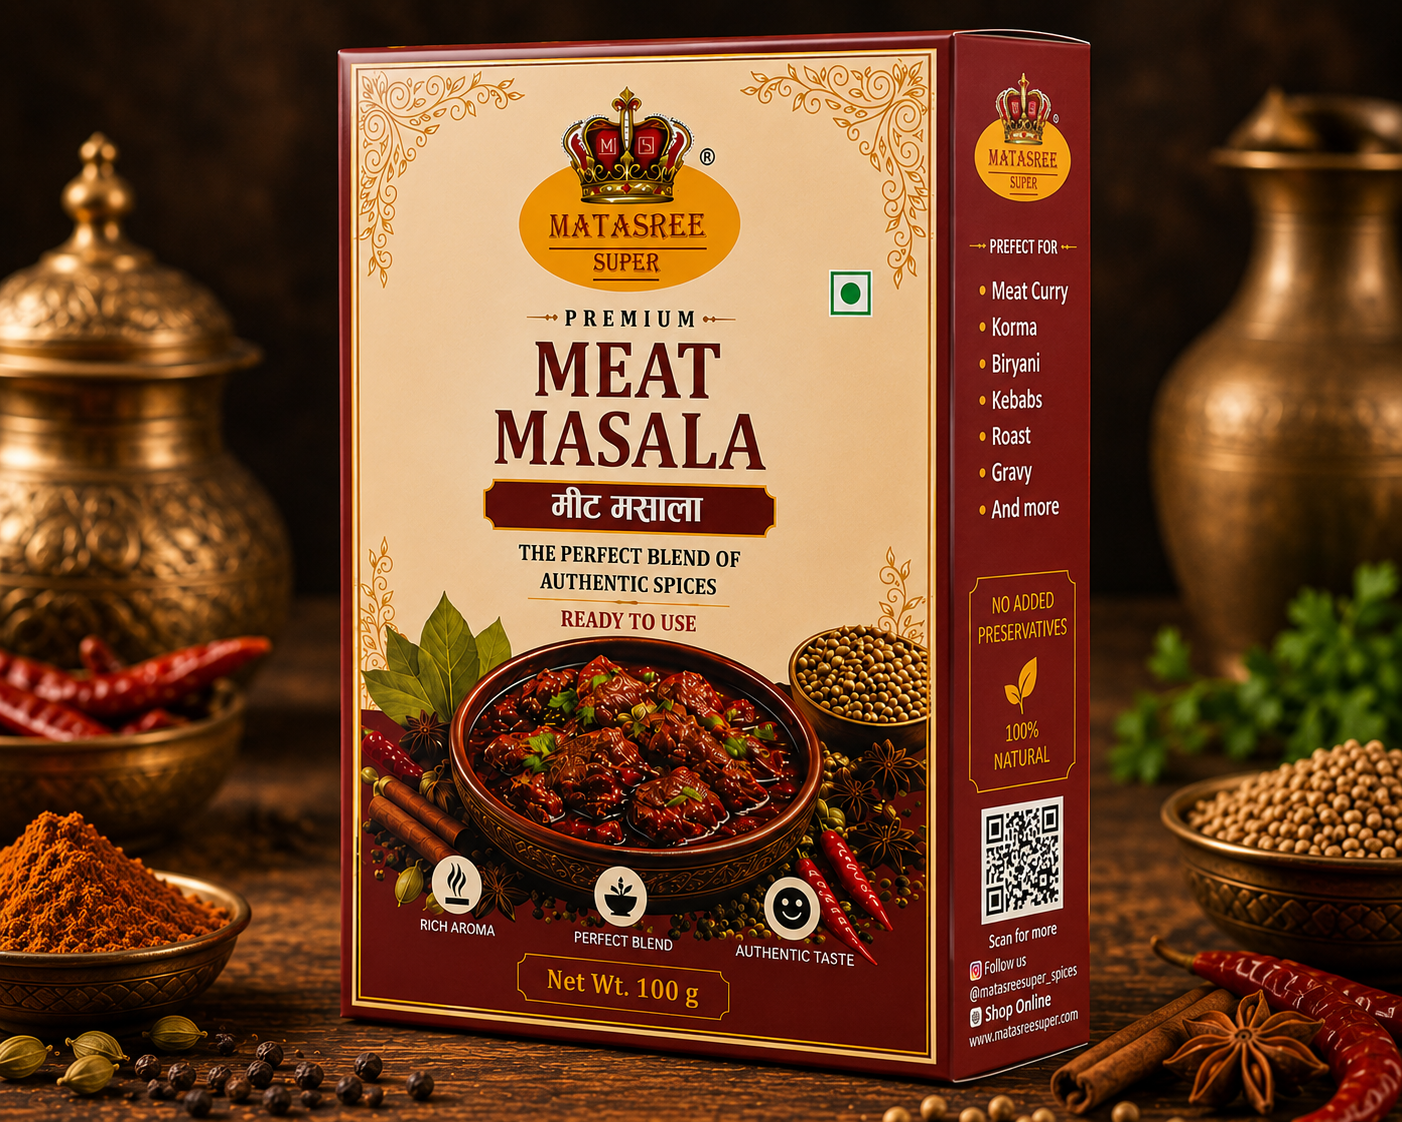 M S
®
MATASREE
SUPER
PREMIUM
MEAT
MASALA
मीट मसाला
THE PERFECT BLEND OF
AUTHENTIC SPICES
READY TO USE
RICH AROMA
PERFECT BLEND
AUTHENTIC TASTE
Net Wt. 100 g
®
MATASREE
SUPER
PREFECT FOR
• Meat Curry
• Korma
• Biryani
• Kebabs
• Roast
• Gravy
• And more
NO ADDED
PRESERVATIVES
100%
NATURAL
Scan for more
Follow us
@matasreesuper_spices
Shop Online
www.matasreesuper.com